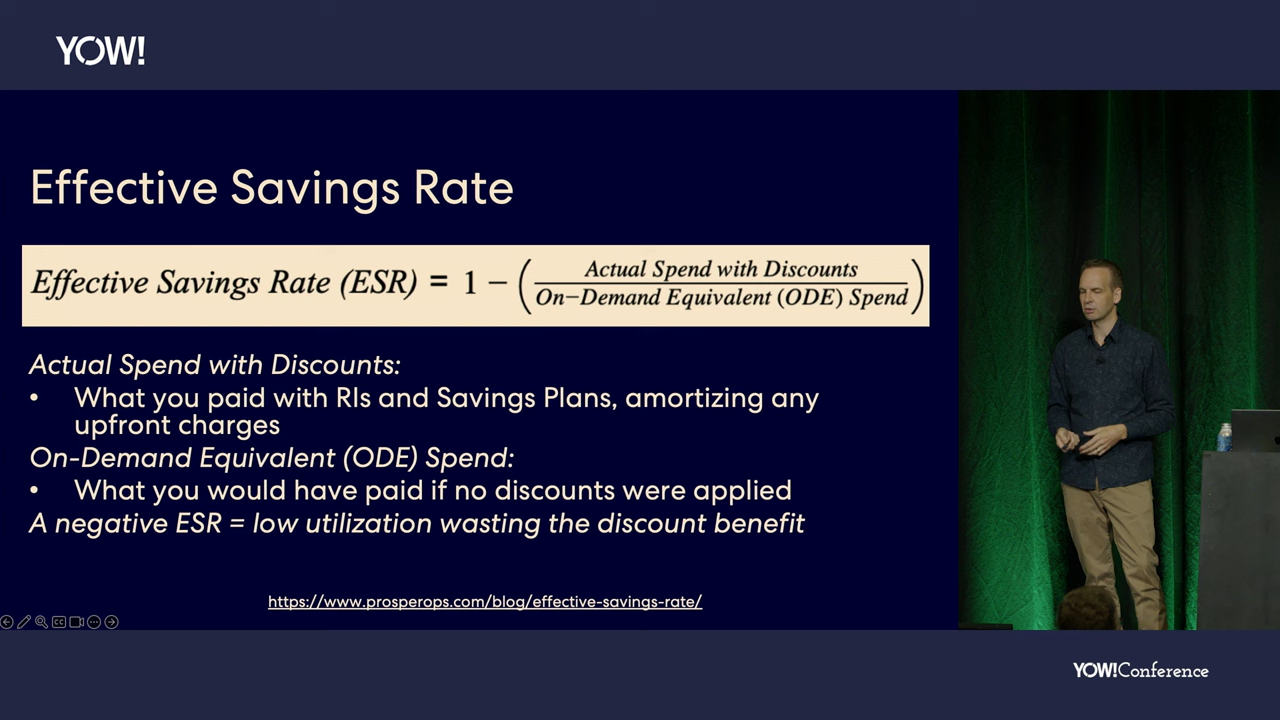 YOW!
Effective Savings Rate
Effective Savings Rate (ESR) = 1 − (Actual Spend with Discounts / On−Demand Equivalent (ODE) Spend)
Actual Spend with Discounts:
• What you paid with RIs and Savings Plans, amortizing any
upfront charges
On-Demand Equivalent (ODE) Spend:
• What you would have paid if no discounts were applied
A negative ESR = low utilization wasting the discount benefit
https://www.prosperops.com/blog/effective-savings-rate/
CC
YOW!Conference